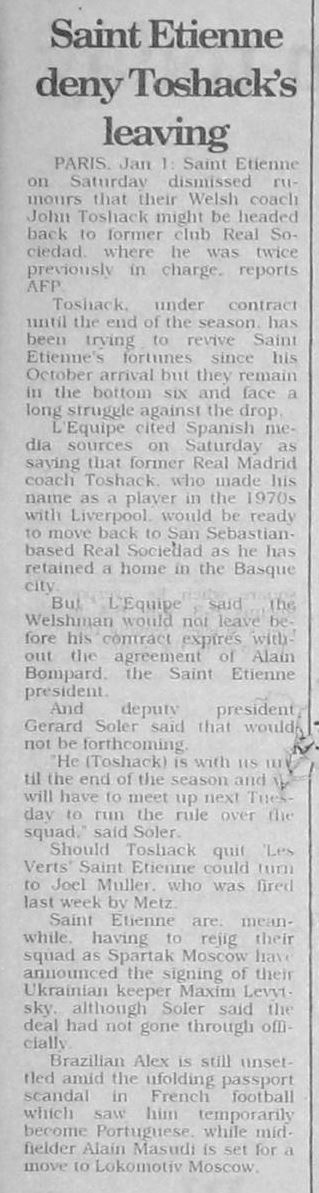 Saint Etienne
deny Toshack's
leaving
PARIS, Jan 1: Saint Etienne
on Saturday dismissed ru-
mours that their Welsh coach
John Toshack might be headed
back to former club Real So-
ciedad, where he was twice
previously in charge, reports
AFP.
Toshack, under contract
until the end of the season, has
been trying to revive Saint
Etienne's fortunes since his
October arrival but they remain
in the bottom six and face a
long struggle against the drop.
L'Equipe cited Spanish me-
dia sources on Saturday as
saying that former Real Madrid
coach Toshack, who made his
name as a player in the 1970s
with Liverpool, would be ready
to move back to San Sebastian-
based Real Sociedad as he has
retained a home in the Basque
city.
But L'Equipe said the
Welshman would not leave be-
fore his contract expires with-
out the agreement of Alain
Bompard, the Saint Etienne
president.
And deputy president
Gerard Soler said that would
not be forthcoming.
"He (Toshack) is with us un-
til the end of the season and
will have to meet up next Tues-
day to run the rule over the
squad," said Soler.
Should Toshack quit 'Les
Verts' Saint Etienne could turn
to Joel Muller, who was fired
last week by Metz.
Saint Etienne are, mean-
while, having to rejig their
squad as Spartak Moscow have
announced the signing of their
Ukrainian keeper Maxim Levyt-
sky, although Soler said the
deal had not gone through offi-
cially.
Brazilian Alex is still unset-
tled amid the ufolding passport
scandal in French football
which saw him temporarily
become Portuguese, while mid-
fielder Alain Masudi is set for a
move to Lokomotiv Moscow.